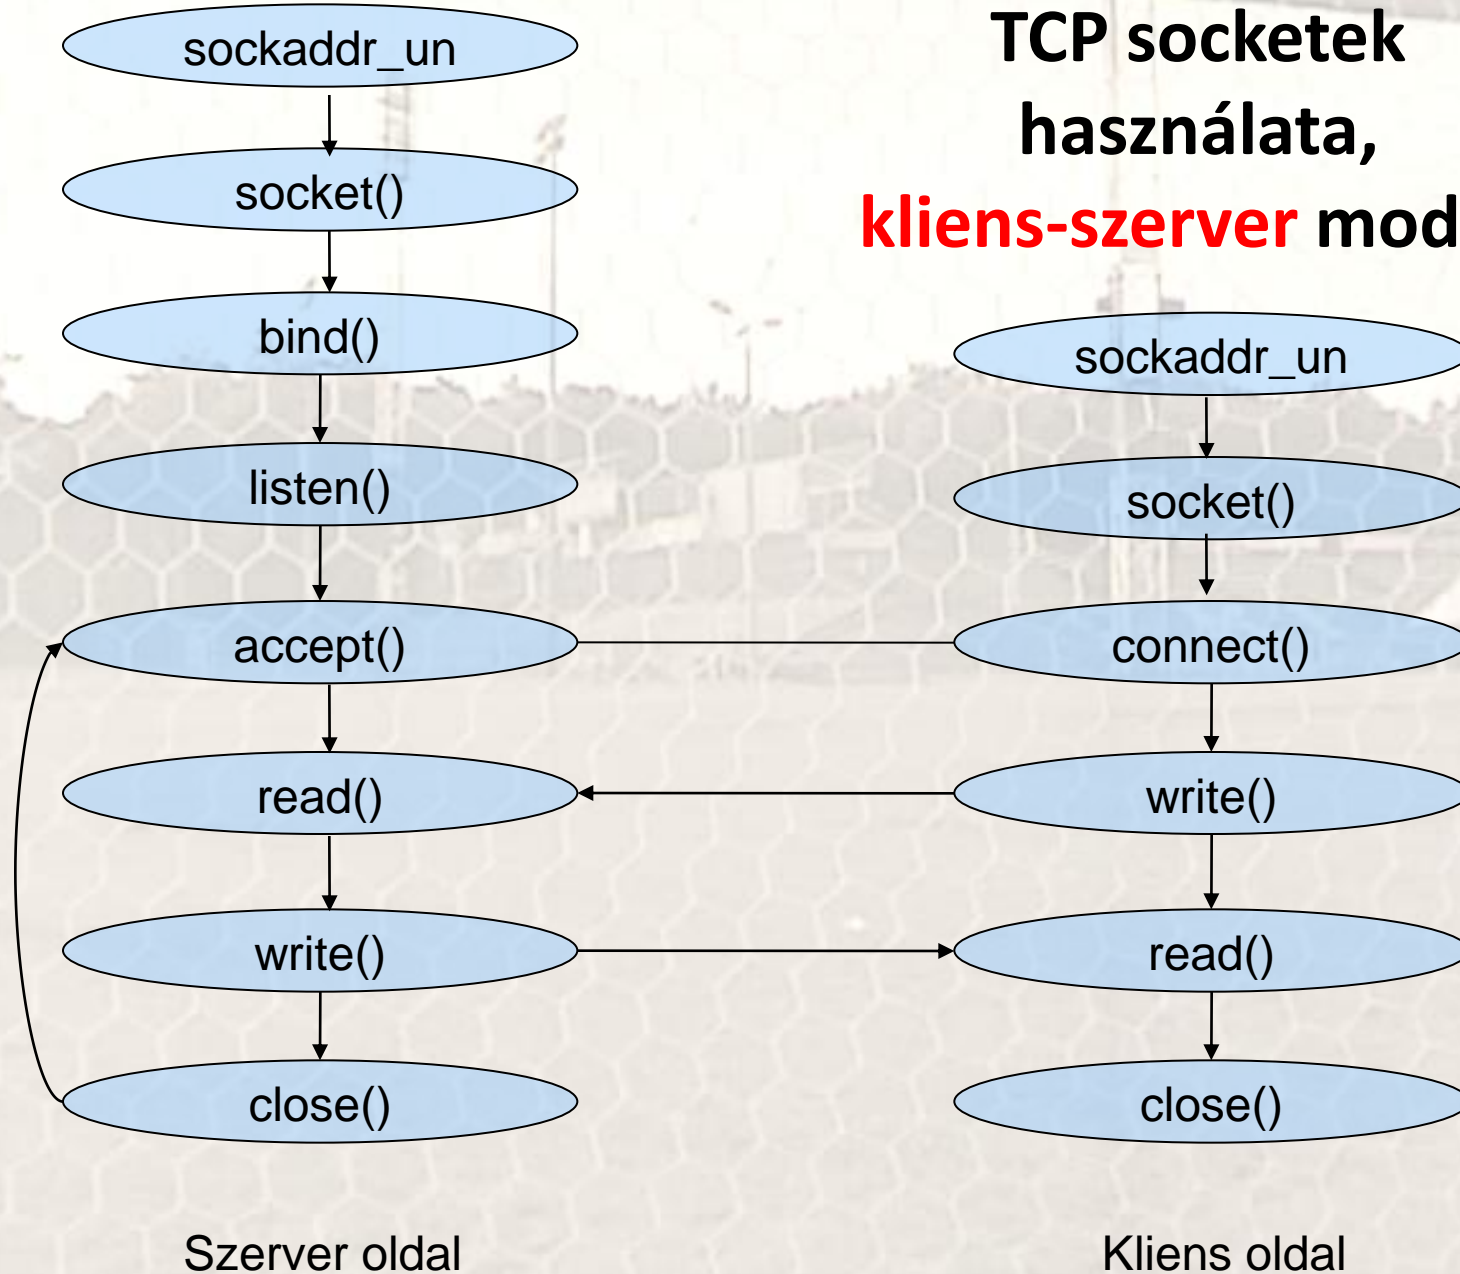 TCP socketek
használata,
kliens-szerver mod
sockaddr_un
socket()
bind()
listen()
accept()
read()
write()
close()
Szerver oldal
sockaddr_un
socket()
connect()
write()
read()
close()
Kliens oldal